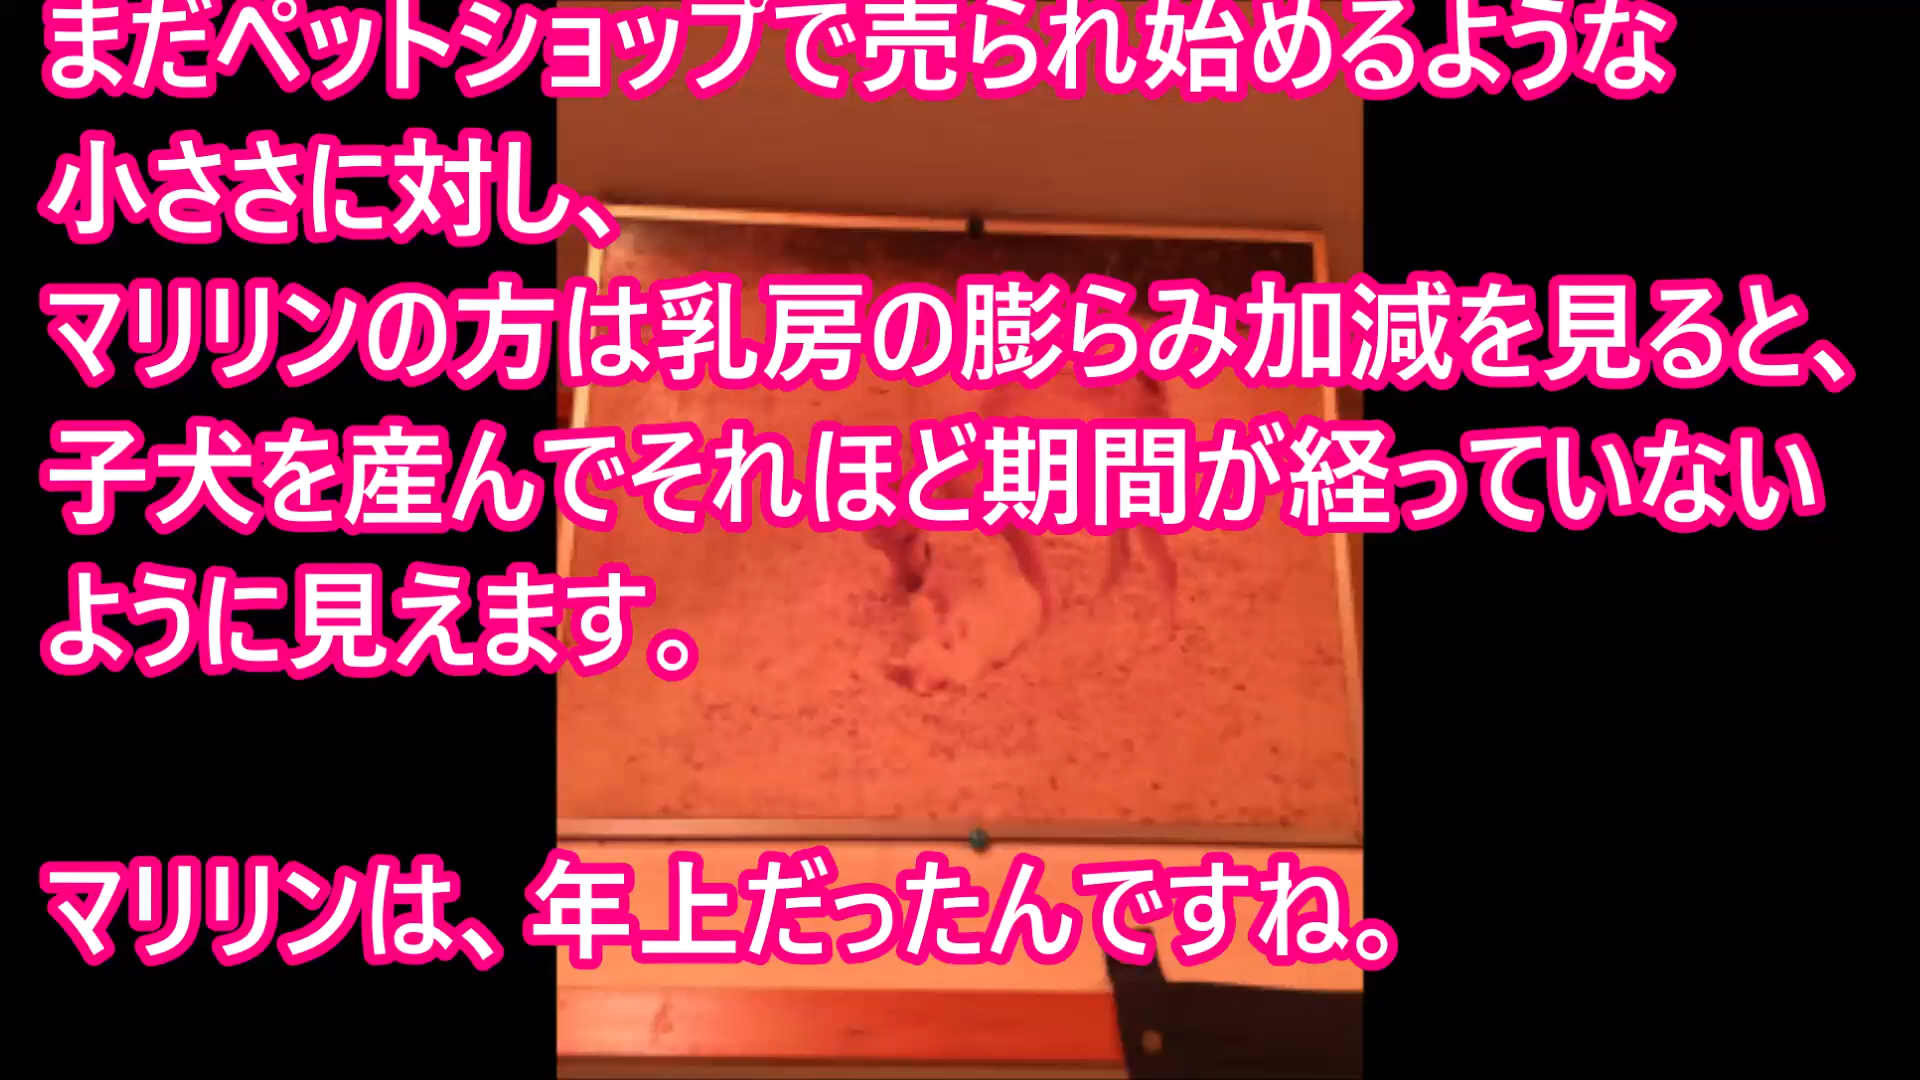 まだペットショップで売られ始めるような
小ささに対し、
マリリンの方は乳房の膨らみ加減を見ると、
子犬を産んでそれほど期間が経っていない
ように見えます。
マリリンは、年上だったんですね。